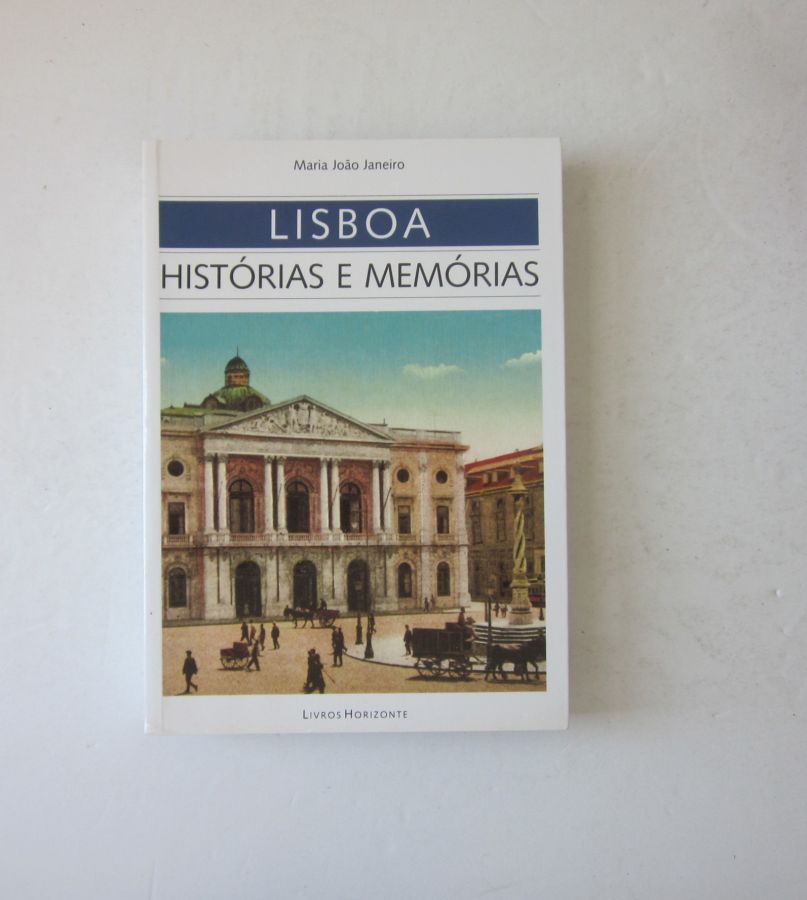 Maria João Janeiro
LISBOA
HISTÓRIAS E MEMÓRIAS
LIVROS HORIZONTE